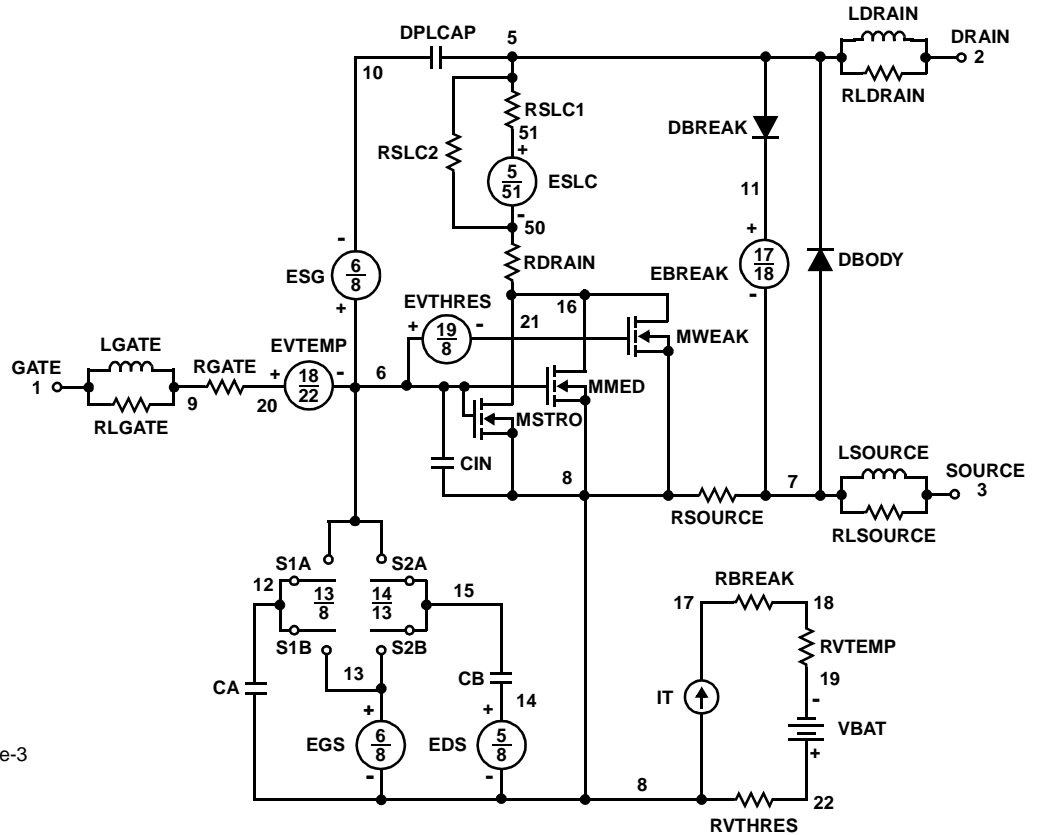 LDRAIN
DPLCAP
5
DRAIN
2
10
RLDRAIN
RSLC1
DBREAK
51
+
RSLC2
5
51
ESLC
11
-
50
+
-
RDRAIN
17
18
DBODY
ESG
6
8
EBREAK
-
+
EVTHRES
16
21
+
19
8
-
MWEAK
LGATE
EVTEMP
GATE
1
RGATE
+
18
22
-
6
MMED
9
20
MSTRO
RLGATE
LSOURCE
CIN
8
7
SOURCE
3
RSOURCE
RLSOURCE
S1A
S2A
RBREAK
12
13
8
14
13
15
17
18
S1B
S2B
RVTEMP
13
CB
19
CA
14
IT
-
+
+
VBAT
EGS
6
8
EDS
5
8
+
e-3
-
-
8
22
RVTHRES